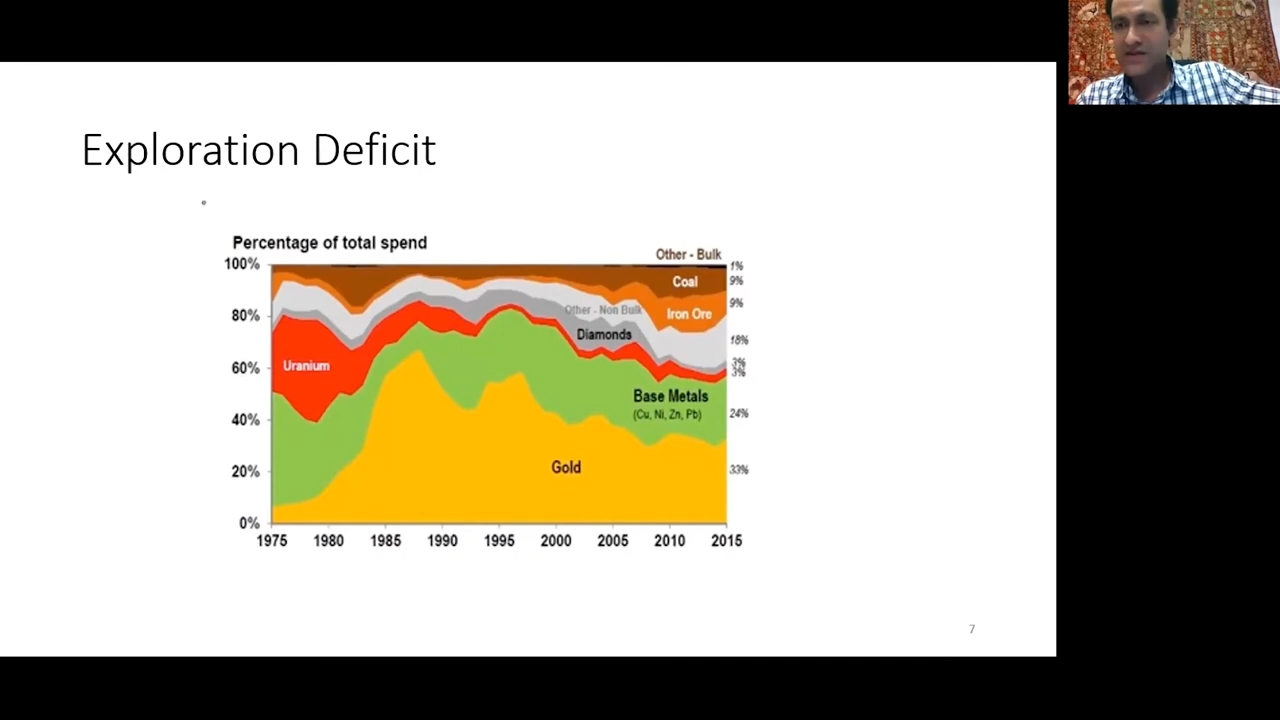 Exploration Deficit
Percentage of total spend
Other - Bulk
100%
1%
Coal
9%
Iron Ore
9%
80%
Other - Non Bulk
Diamonds
18%
Uranium
3%
3%
60%
Base Metals
(Cu, Ni, Zn, Pb)
24%
40%
Gold
33%
20%
0%
1975 1980 1985 1990 1995 2000 2005 2010 2015
7